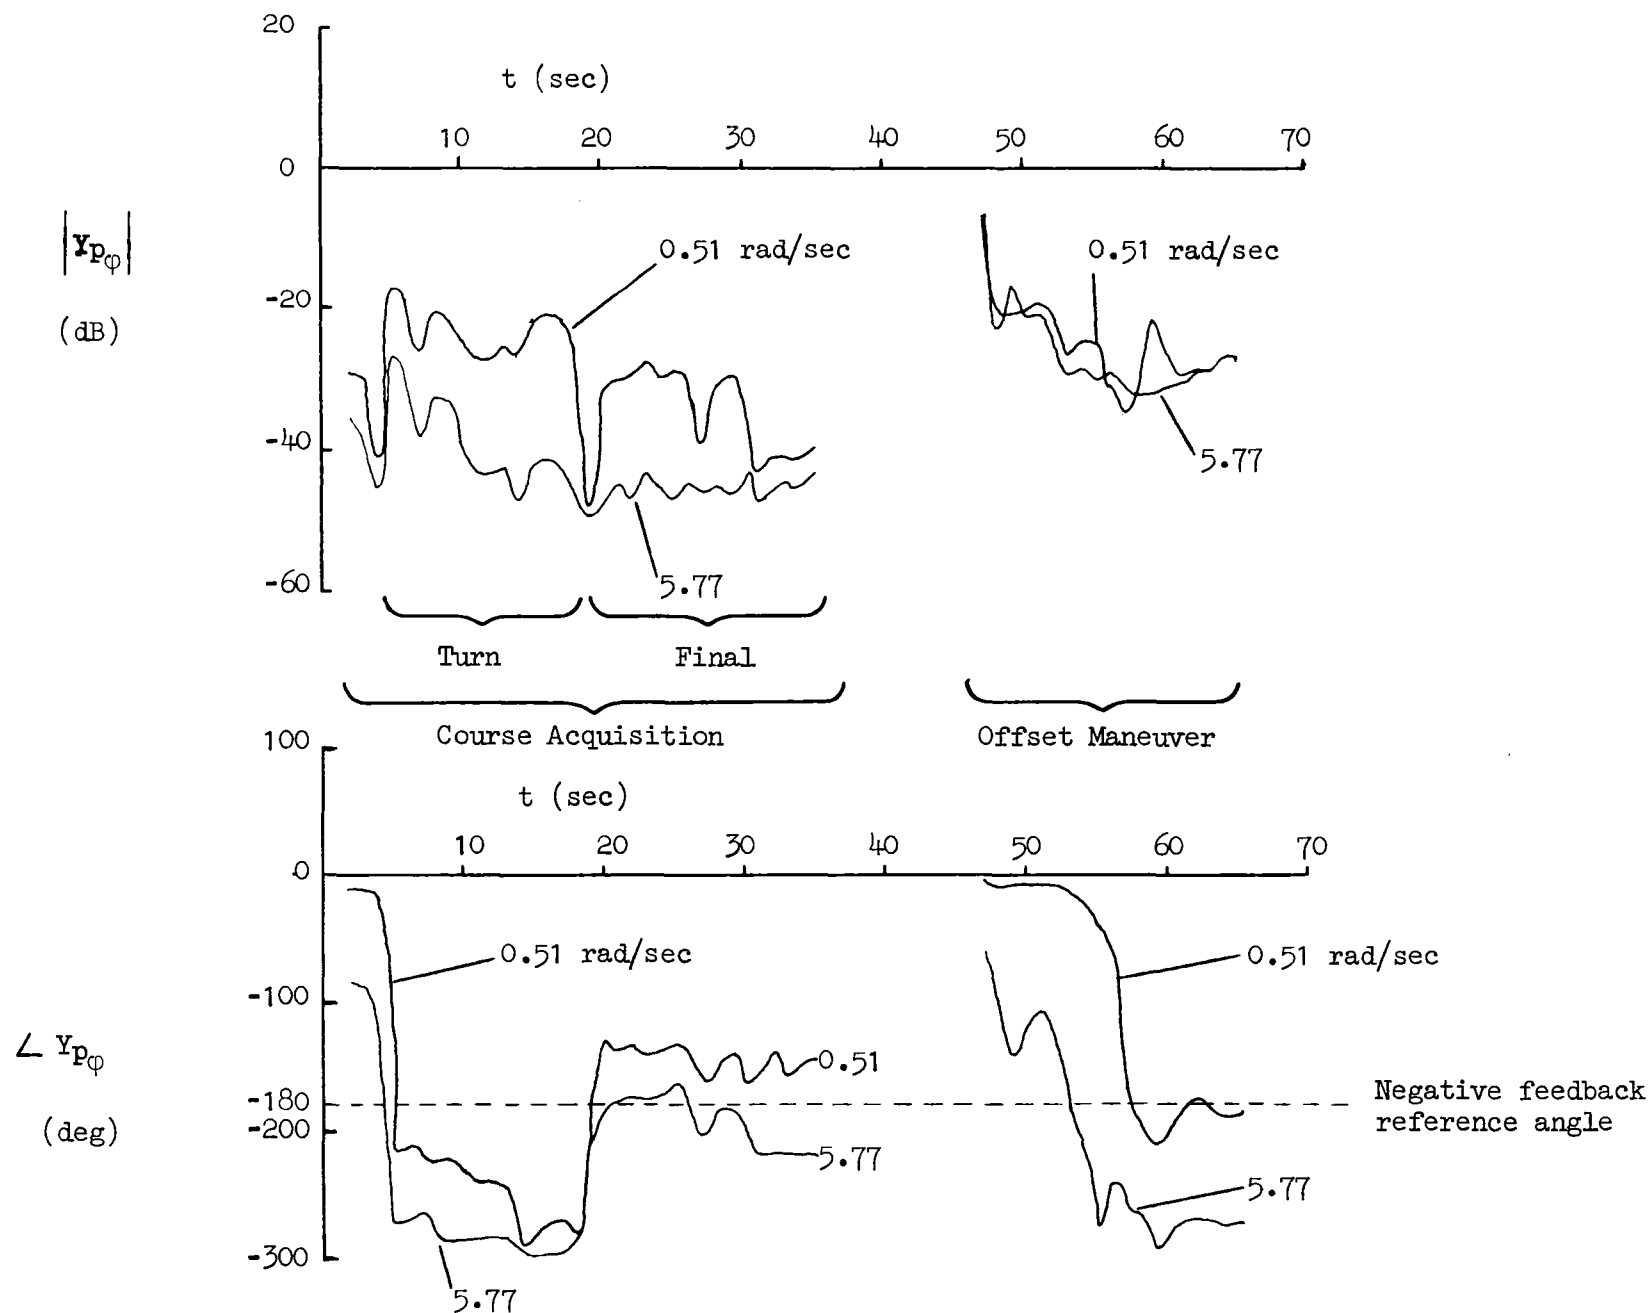 20
t (sec)
10 20 30 40 50 60 70
0
|Ypφ|
(dB)
0.51 rad/sec
0.51 rad/sec
-20
-40
5.77
5.77
-60
Turn Final
Course Acquisition Offset Maneuver
100
t (sec)
10 20 30 40 50 60 70
0
0.51 rad/sec
0.51 rad/sec
-100
∠ Ypφ
(deg)
0.51
-180
Negative feedback
reference angle
-200
5.77
5.77
-300
5.77